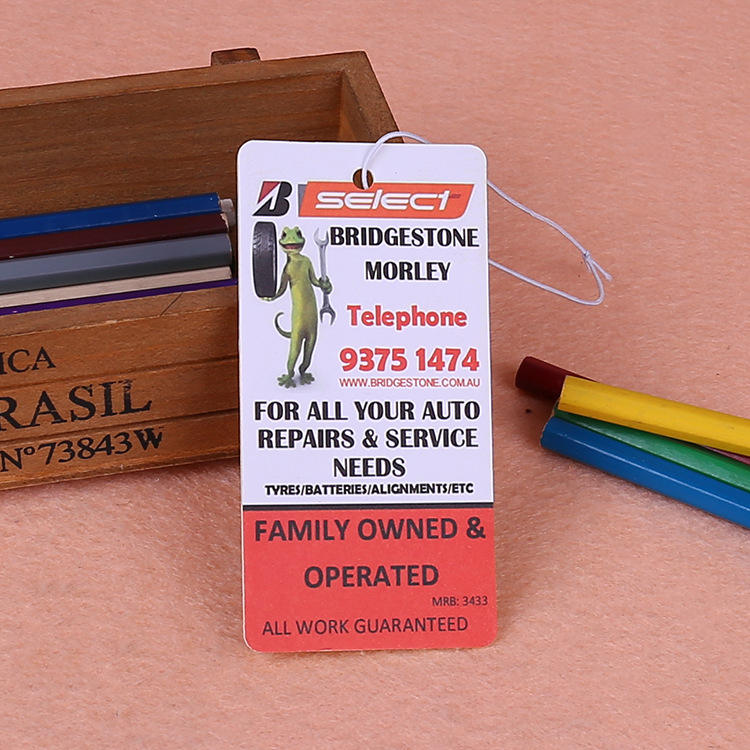 B select
BRIDGESTONE
MORLEY
Telephone
9375 1474
WWW.BRIDGESTONE.COM.AU
FOR ALL YOUR AUTO
REPAIRS & SERVICE
NEEDS
TYRES/BATTERIES/ALIGNMENTS/ETC
FAMILY OWNED &
OPERATED
MRB: 3433
ALL WORK GUARANTEED
ICA
RASIL
Nº73843W